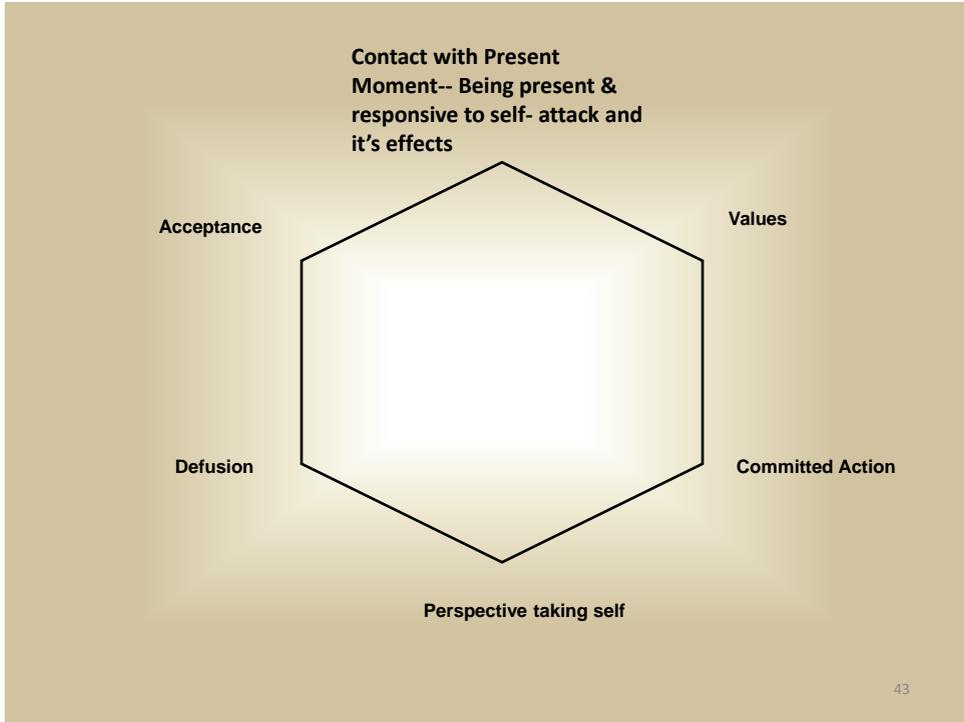 Contact with Present
Moment-- Being present &
responsive to self- attack and
it's effects
Acceptance
Values
Defusion
Committed Action
Perspective taking self
43